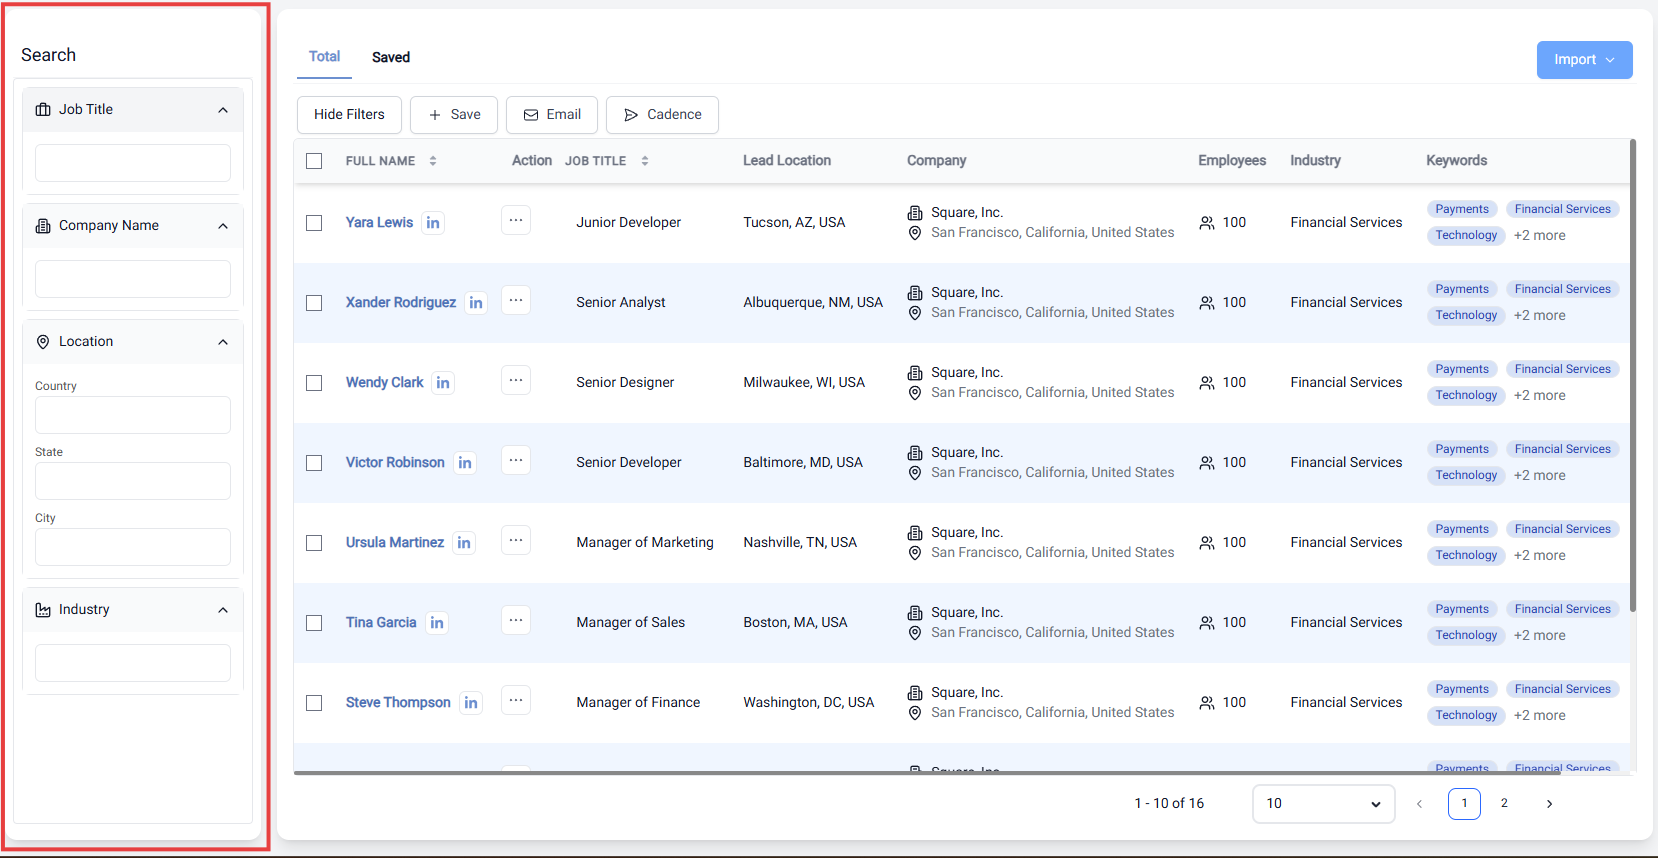 Search
Job Title
Company Name
Location
Country
State
City
Industry
Total Saved
Import
Hide Filters + Save Email Cadence
FULL NAME Action JOB TITLE Lead Location Company Employees Industry Keywords
Yara Lewis in ... Junior Developer Tucson, AZ, USA Square, Inc. San Francisco, California, United States 100 Financial Services Payments Financial Services Technology +2 more
Xander Rodriguez in ... Senior Analyst Albuquerque, NM, USA Square, Inc. San Francisco, California, United States 100 Financial Services Payments Financial Services Technology +2 more
Wendy Clark in ... Senior Designer Milwaukee, WI, USA Square, Inc. San Francisco, California, United States 100 Financial Services Payments Financial Services Technology +2 more
Victor Robinson in ... Senior Developer Baltimore, MD, USA Square, Inc. San Francisco, California, United States 100 Financial Services Payments Financial Services Technology +2 more
Ursula Martinez in ... Manager of Marketing Nashville, TN, USA Square, Inc. San Francisco, California, United States 100 Financial Services Payments Financial Services Technology +2 more
Tina Garcia in ... Manager of Sales Boston, MA, USA Square, Inc. San Francisco, California, United States 100 Financial Services Payments Financial Services Technology +2 more
Steve Thompson in ... Manager of Finance Washington, DC, USA Square, Inc. San Francisco, California, United States 100 Financial Services Payments Financial Services Technology +2 more
Square, Inc. Payments Financial Services
1 - 10 of 16 10 < 1 2 >